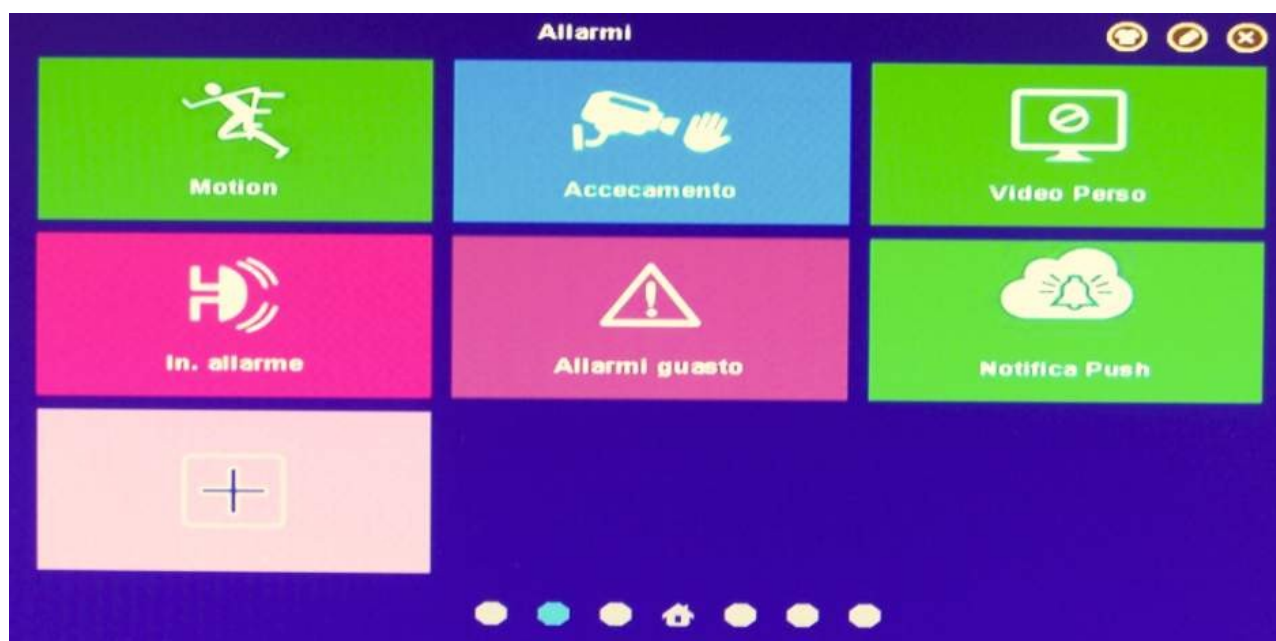 Allarmi
Motion
Accecamento
Video Perso
In. allarme
Allarmi guasto
Notifica Push